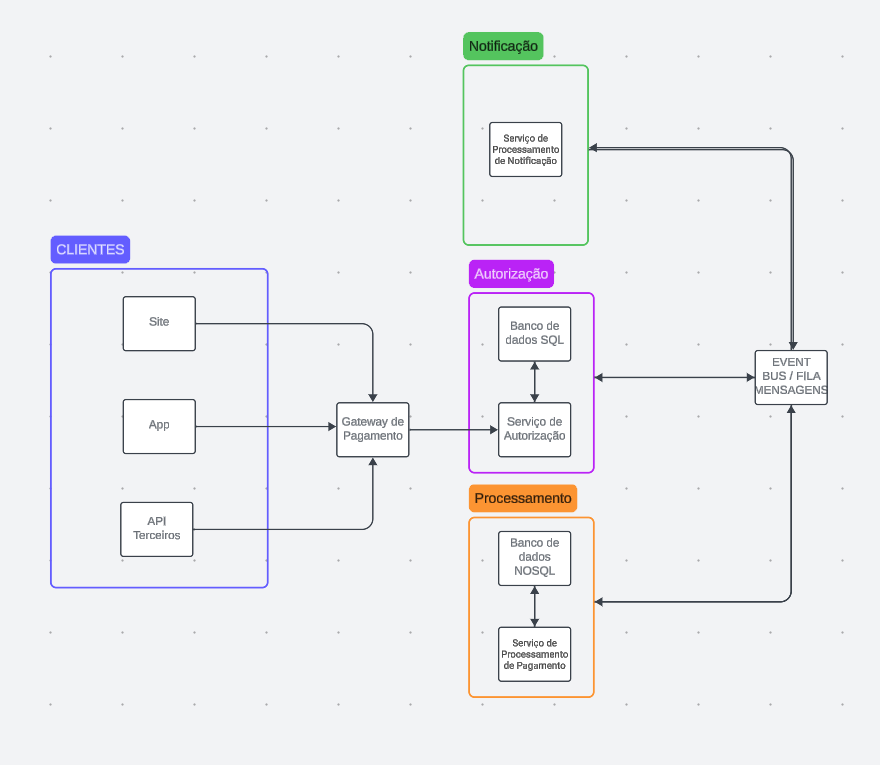 Notificação
Serviço de
Processamento
de Notificação
CLIENTES
Site
App
API
Terceiros
Gateway de
Pagamento
Autorização
Banco de
dados SQL
Serviço de
Autorização
EVENT
BUS / FILA
MENSAGENS
Processamento
Banco de
dados
NOSQL
Serviço de
Processamento
de Pagamento